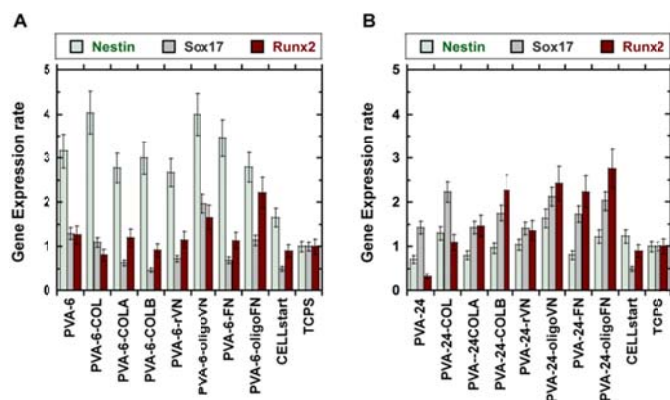 A
B
Nestin Sox17 Runx2
Nestin Sox17 Runx2
Gene Expression rate
5
4
3
2
1
0
PVA-6
PVA-6-COL
PVA-6-COLA
PVA-6-COLB
PVA-6-rVN
PVA-6-oligoVN
PVA-6-FN
PVA-6-oligoFN
CELLstart
TCPS
Gene Expression rate
5
4
3
2
1
0
PVA-24
PVA-24-COL
PVA--24COLA
PVA-24-COLB
PVA-24-rVN
PVA-24-oligoVN
PVA-24-FN
PVA-24-oligoFN
CELLstart
TCPS